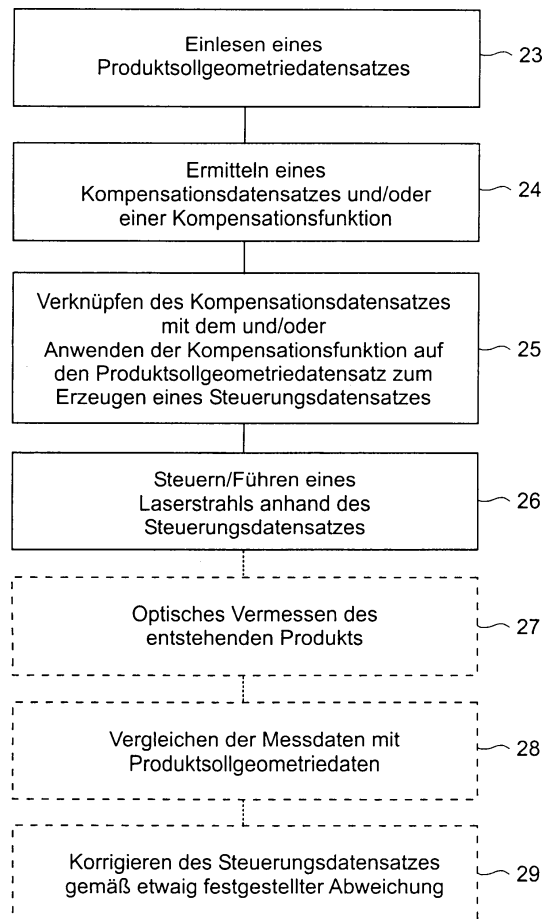 Einlesen eines
Produktsollgeometriedatensatzes
23
Ermitteln eines
Kompensationsdatensatzes und/oder
einer Kompensationsfunktion
24
Verknüpfen des Kompensationsdatensatzes
mit dem und/oder
Anwenden der Kompensationsfunktion auf
den Produktsollgeometriedatensatz zum
Erzeugen eines Steuerungsdatensatzes
25
Steuern/Führen eines
Laserstrahls anhand des
Steuerungsdatensatzes
26
Optisches Vermessen des
entstehenden Produkts
27
Vergleichen der Messdaten mit
Produktsollgeometriedaten
28
Korrigieren des Steuerungsdatensatzes
gemäß etwaig festgestellter Abweichung
29